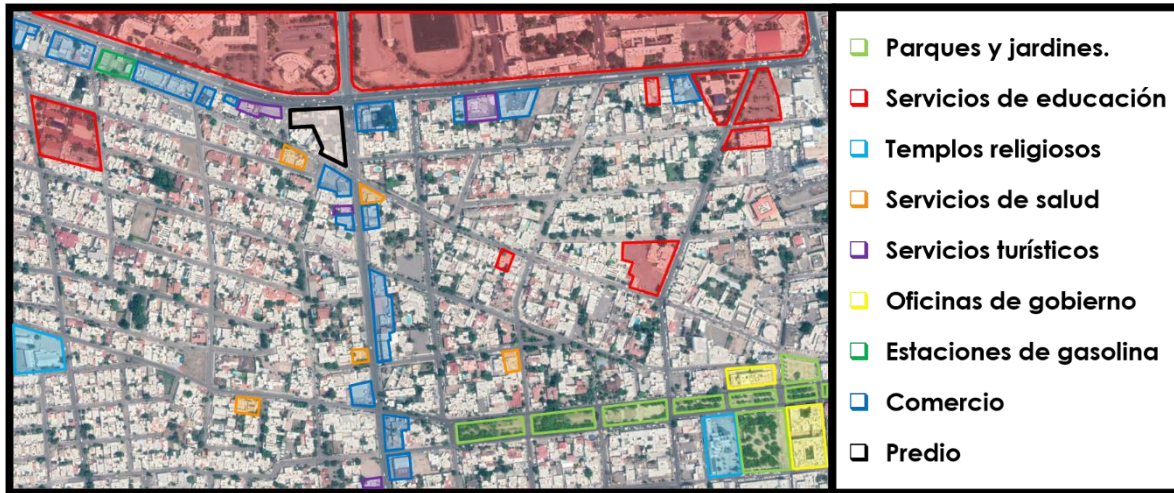 Parques y jardines.
Servicios de educación
Templos religiosos
Servicios de salud
Servicios turísticos
Oficinas de gobierno
Estaciones de gasolina
Comercio
Predio